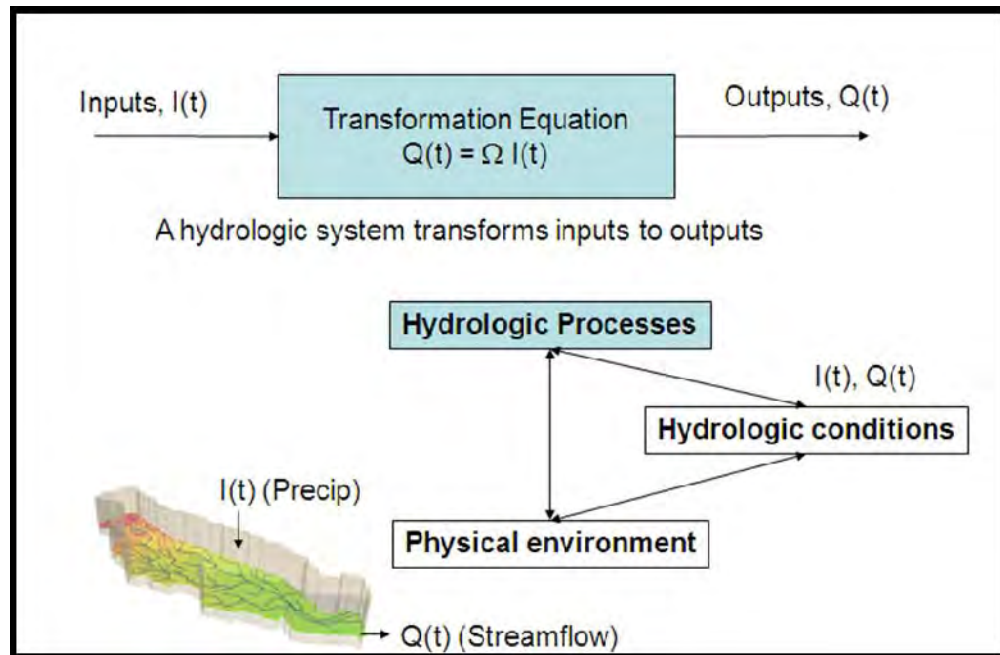 Inputs, I(t)
Outputs, Q(t)
Transformation Equation
Q(t) = Ω I(t)
A hydrologic system transforms inputs to outputs
Hydrologic Processes
I(t), Q(t)
Hydrologic conditions
I(t) (Precip)
Physical environment
Q(t) (Streamflow)